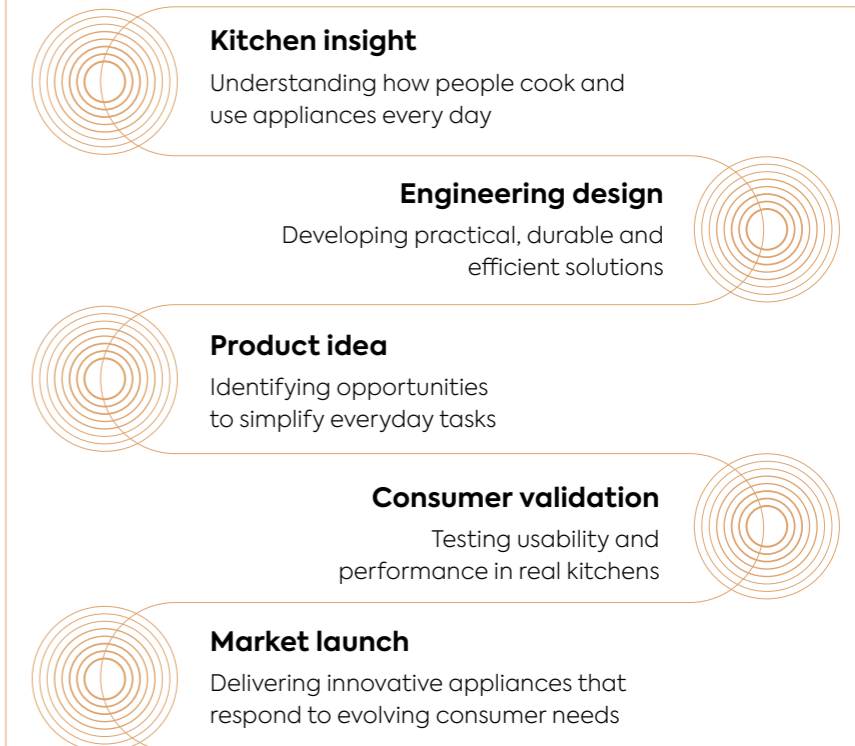 Kitchen insight
Understanding how people cook and
use appliances every day
Engineering design
Developing practical, durable and
efficient solutions
Product idea
Identifying opportunities
to simplify everyday tasks
Consumer validation
Testing usability and
performance in real kitchens
Market launch
Delivering innovative appliances that
respond to evolving consumer needs